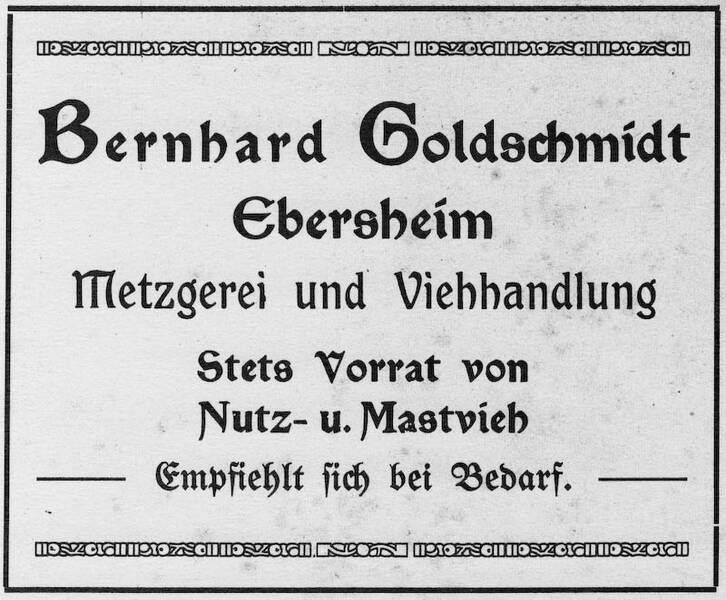 Bernhard Goldschmidt
Ebersheim
Metzgerei und Viehhandlung
Stets Vorrat von
Nutz- u. Mastvieh
Empfiehlt sich bei Bedarf.